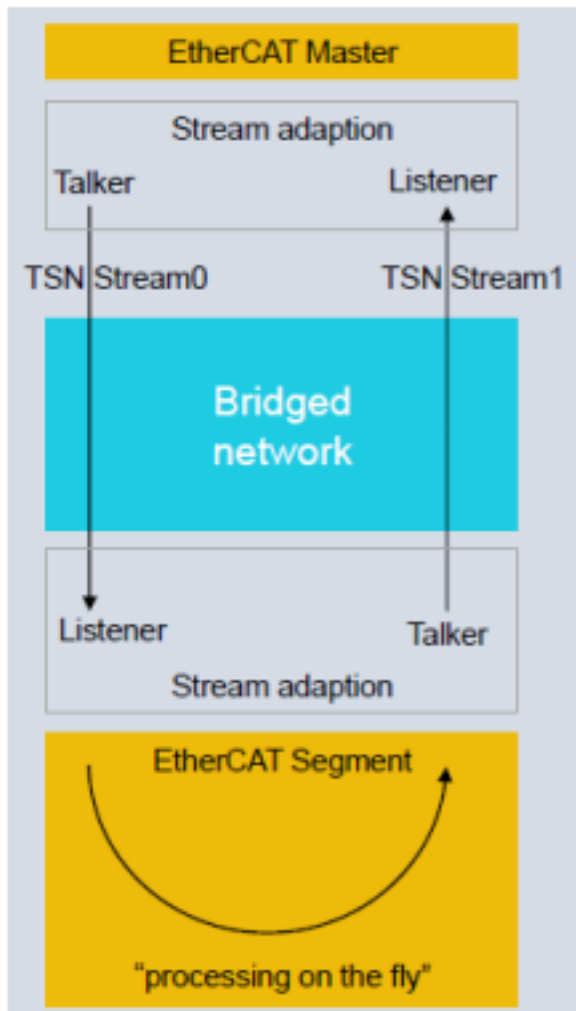 EtherCAT Master
Stream adaption
Talker Listener
TSN Stream0 TSN Stream1
Bridged
network
Listener Talker
Stream adaption
EtherCAT Segment
“processing on the fly”